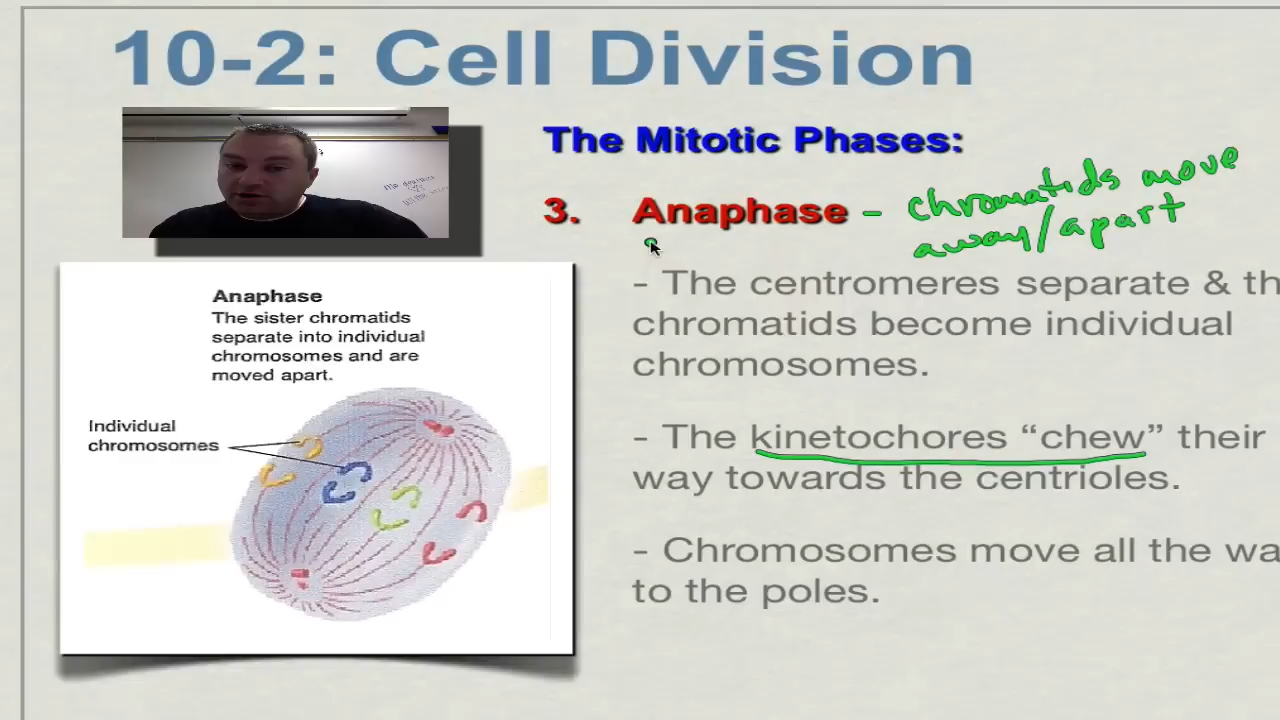 10-2: Cell Division
The Mitotic Phases:
3. Anaphase - chromatids move
away/apart
- The centromeres separate & th
chromatids become individual
chromosomes.
- The kinetochores "chew" their
way towards the centrioles.
- Chromosomes move all the wa
to the poles.
Anaphase
The sister chromatids
separate into individual
chromosomes and are
moved apart.
Individual
chromosomes